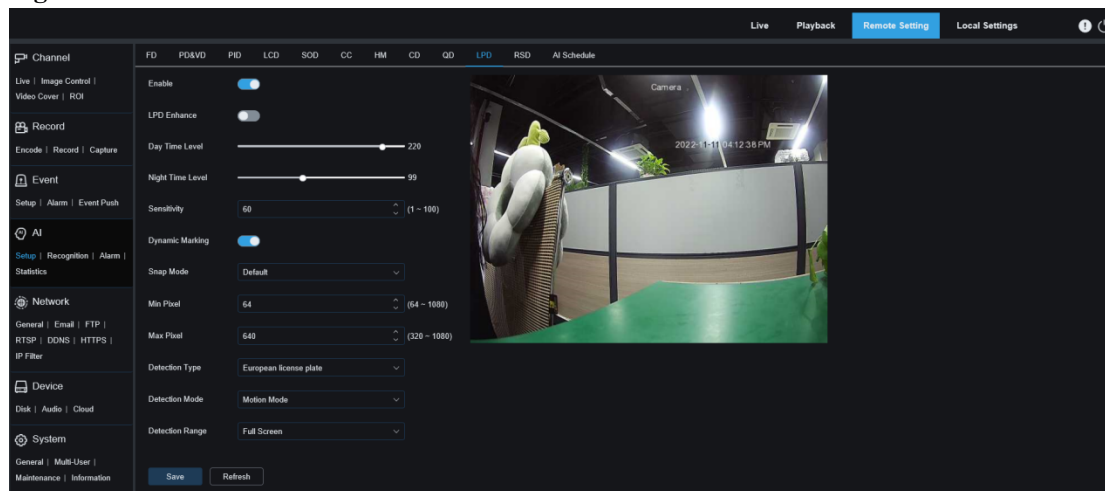 Live Playback Remote Setting Local Settings
Channel
Live | Image Control |
Video Cover | ROI
Record
Encode | Record | Capture
Event
Setup | Alarm | Event Push
AI
Setup | Recognition | Alarm |
Statistics
Network
General | Email | FTP |
RTSP | DDNS | HTTPS |
IP Filter
Device
Disk | Audio | Cloud
System
General | Multi-User |
Maintenance | Information
FD PD&VD PID LCD SOD CC HM CD QD LPD RSD AI Schedule
Enable
LPD Enhance
Day Time Level 220
Night Time Level 99
Sensitivity 60 (1 ~ 100)
Dynamic Marking
Snap Mode Default
Min Pixel 64 (64 ~ 1080)
Max Pixel 640 (320 ~ 1080)
Detection Type European license plate
Detection Mode Motion Mode
Detection Range Full Screen
Save Refresh
Camera
2022-11-11 04:12:38 PM